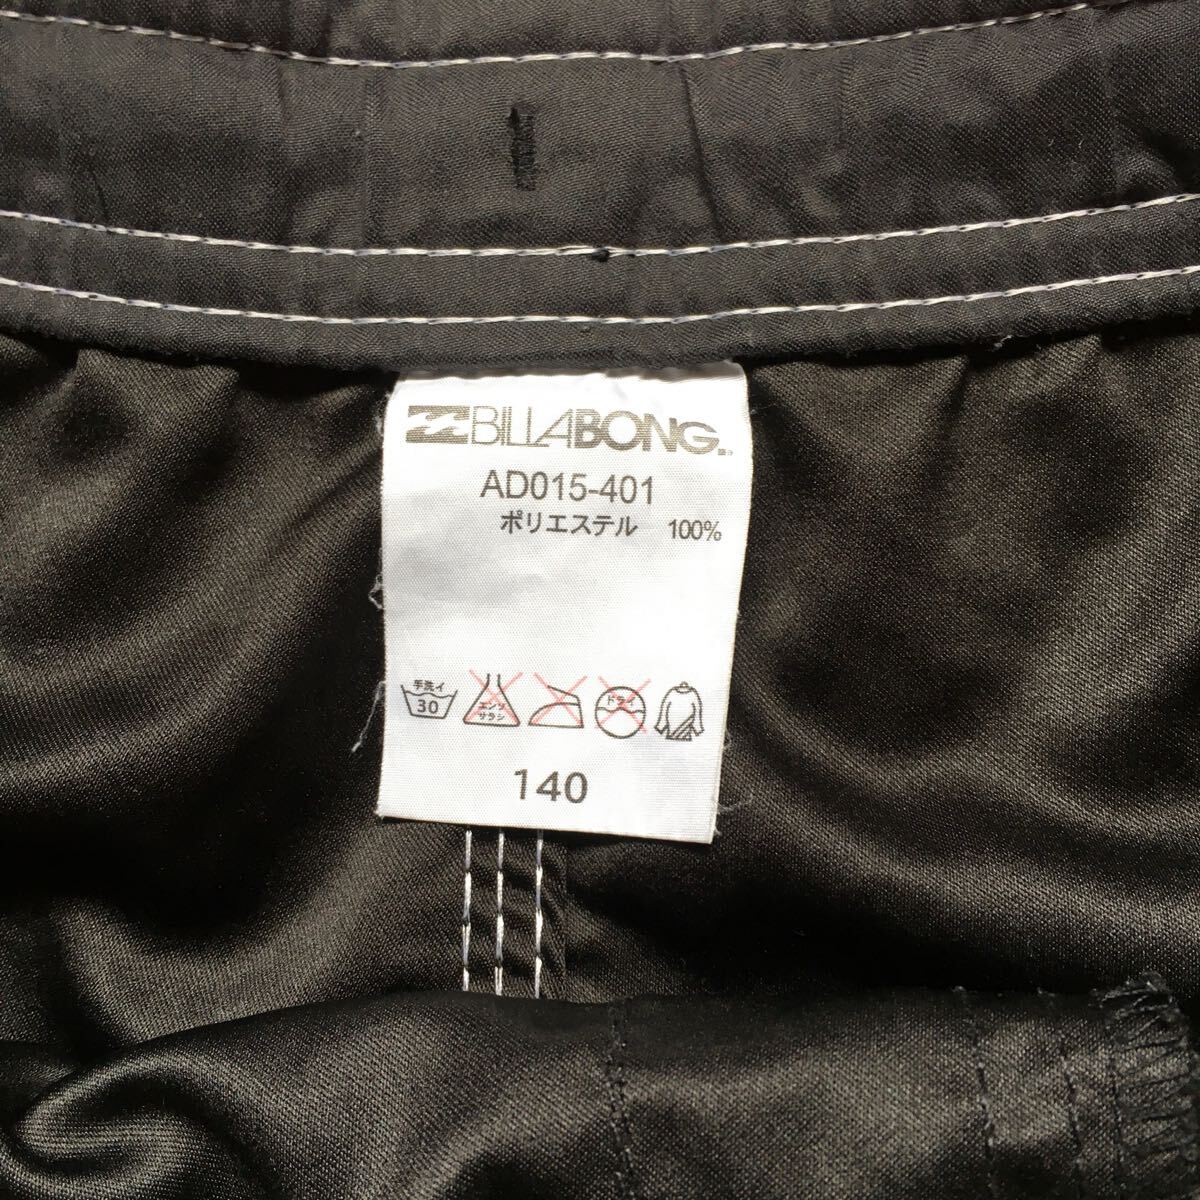 BILLABONG
AD015-401
ポリエステル 100%
手洗イ 30 エンソ サラシ ドライ
140